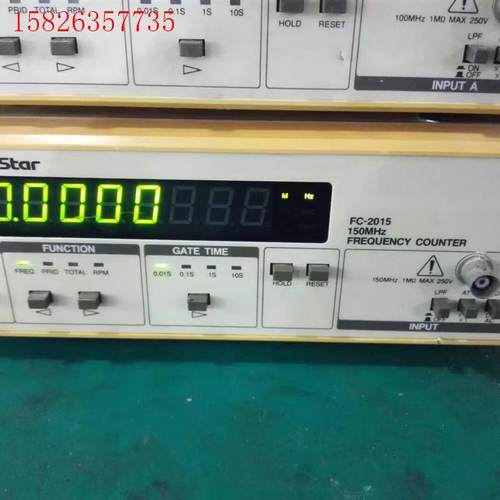 15826357735
PRID TOTAL RPM
0.01S 0.1S 1S 10S
HOLD RESET
100MHz 1MΩ MAX 250V
LPF
ON
OFF
INPUT A
Star
0.0000
M Hz
FC-2015
150MHz
FREQUENCY COUNTER
FUNCTION
GATE TIME
FREQ PRID TOTAL RPM
0.01S 0.1S 1S 10S
HOLD RESET
150MHz 1MΩ MAX 250V
LPF
INPUT